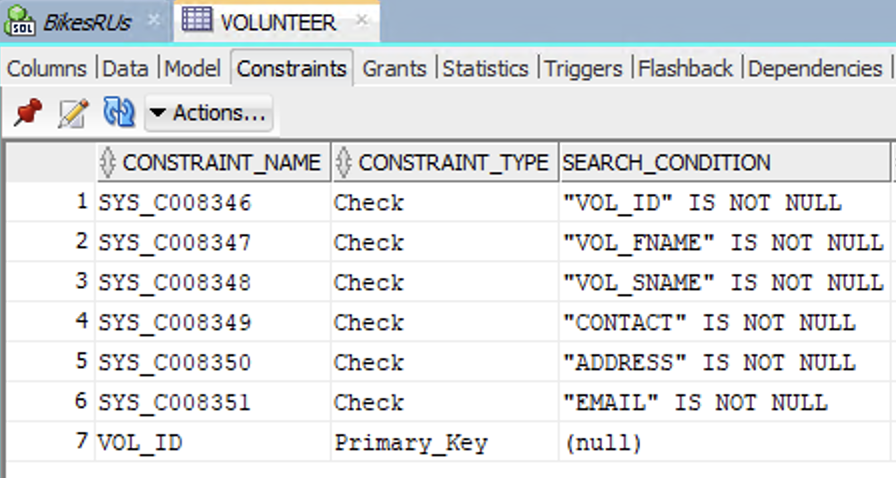 SQL BikesRUs VOLUNTEER
Columns | Data | Model | Constraints | Grants | Statistics | Triggers | Flashback | Dependencies |
Actions...
CONSTRAINT_NAME CONSTRAINT_TYPE SEARCH_CONDITION
1 SYS_C008346 Check "VOL_ID" IS NOT NULL
2 SYS_C008347 Check "VOL_FNAME" IS NOT NULL
3 SYS_C008348 Check "VOL_SNAME" IS NOT NULL
4 SYS_C008349 Check "CONTACT" IS NOT NULL
5 SYS_C008350 Check "ADDRESS" IS NOT NULL
6 SYS_C008351 Check "EMAIL" IS NOT NULL
7 VOL_ID Primary_Key (null)